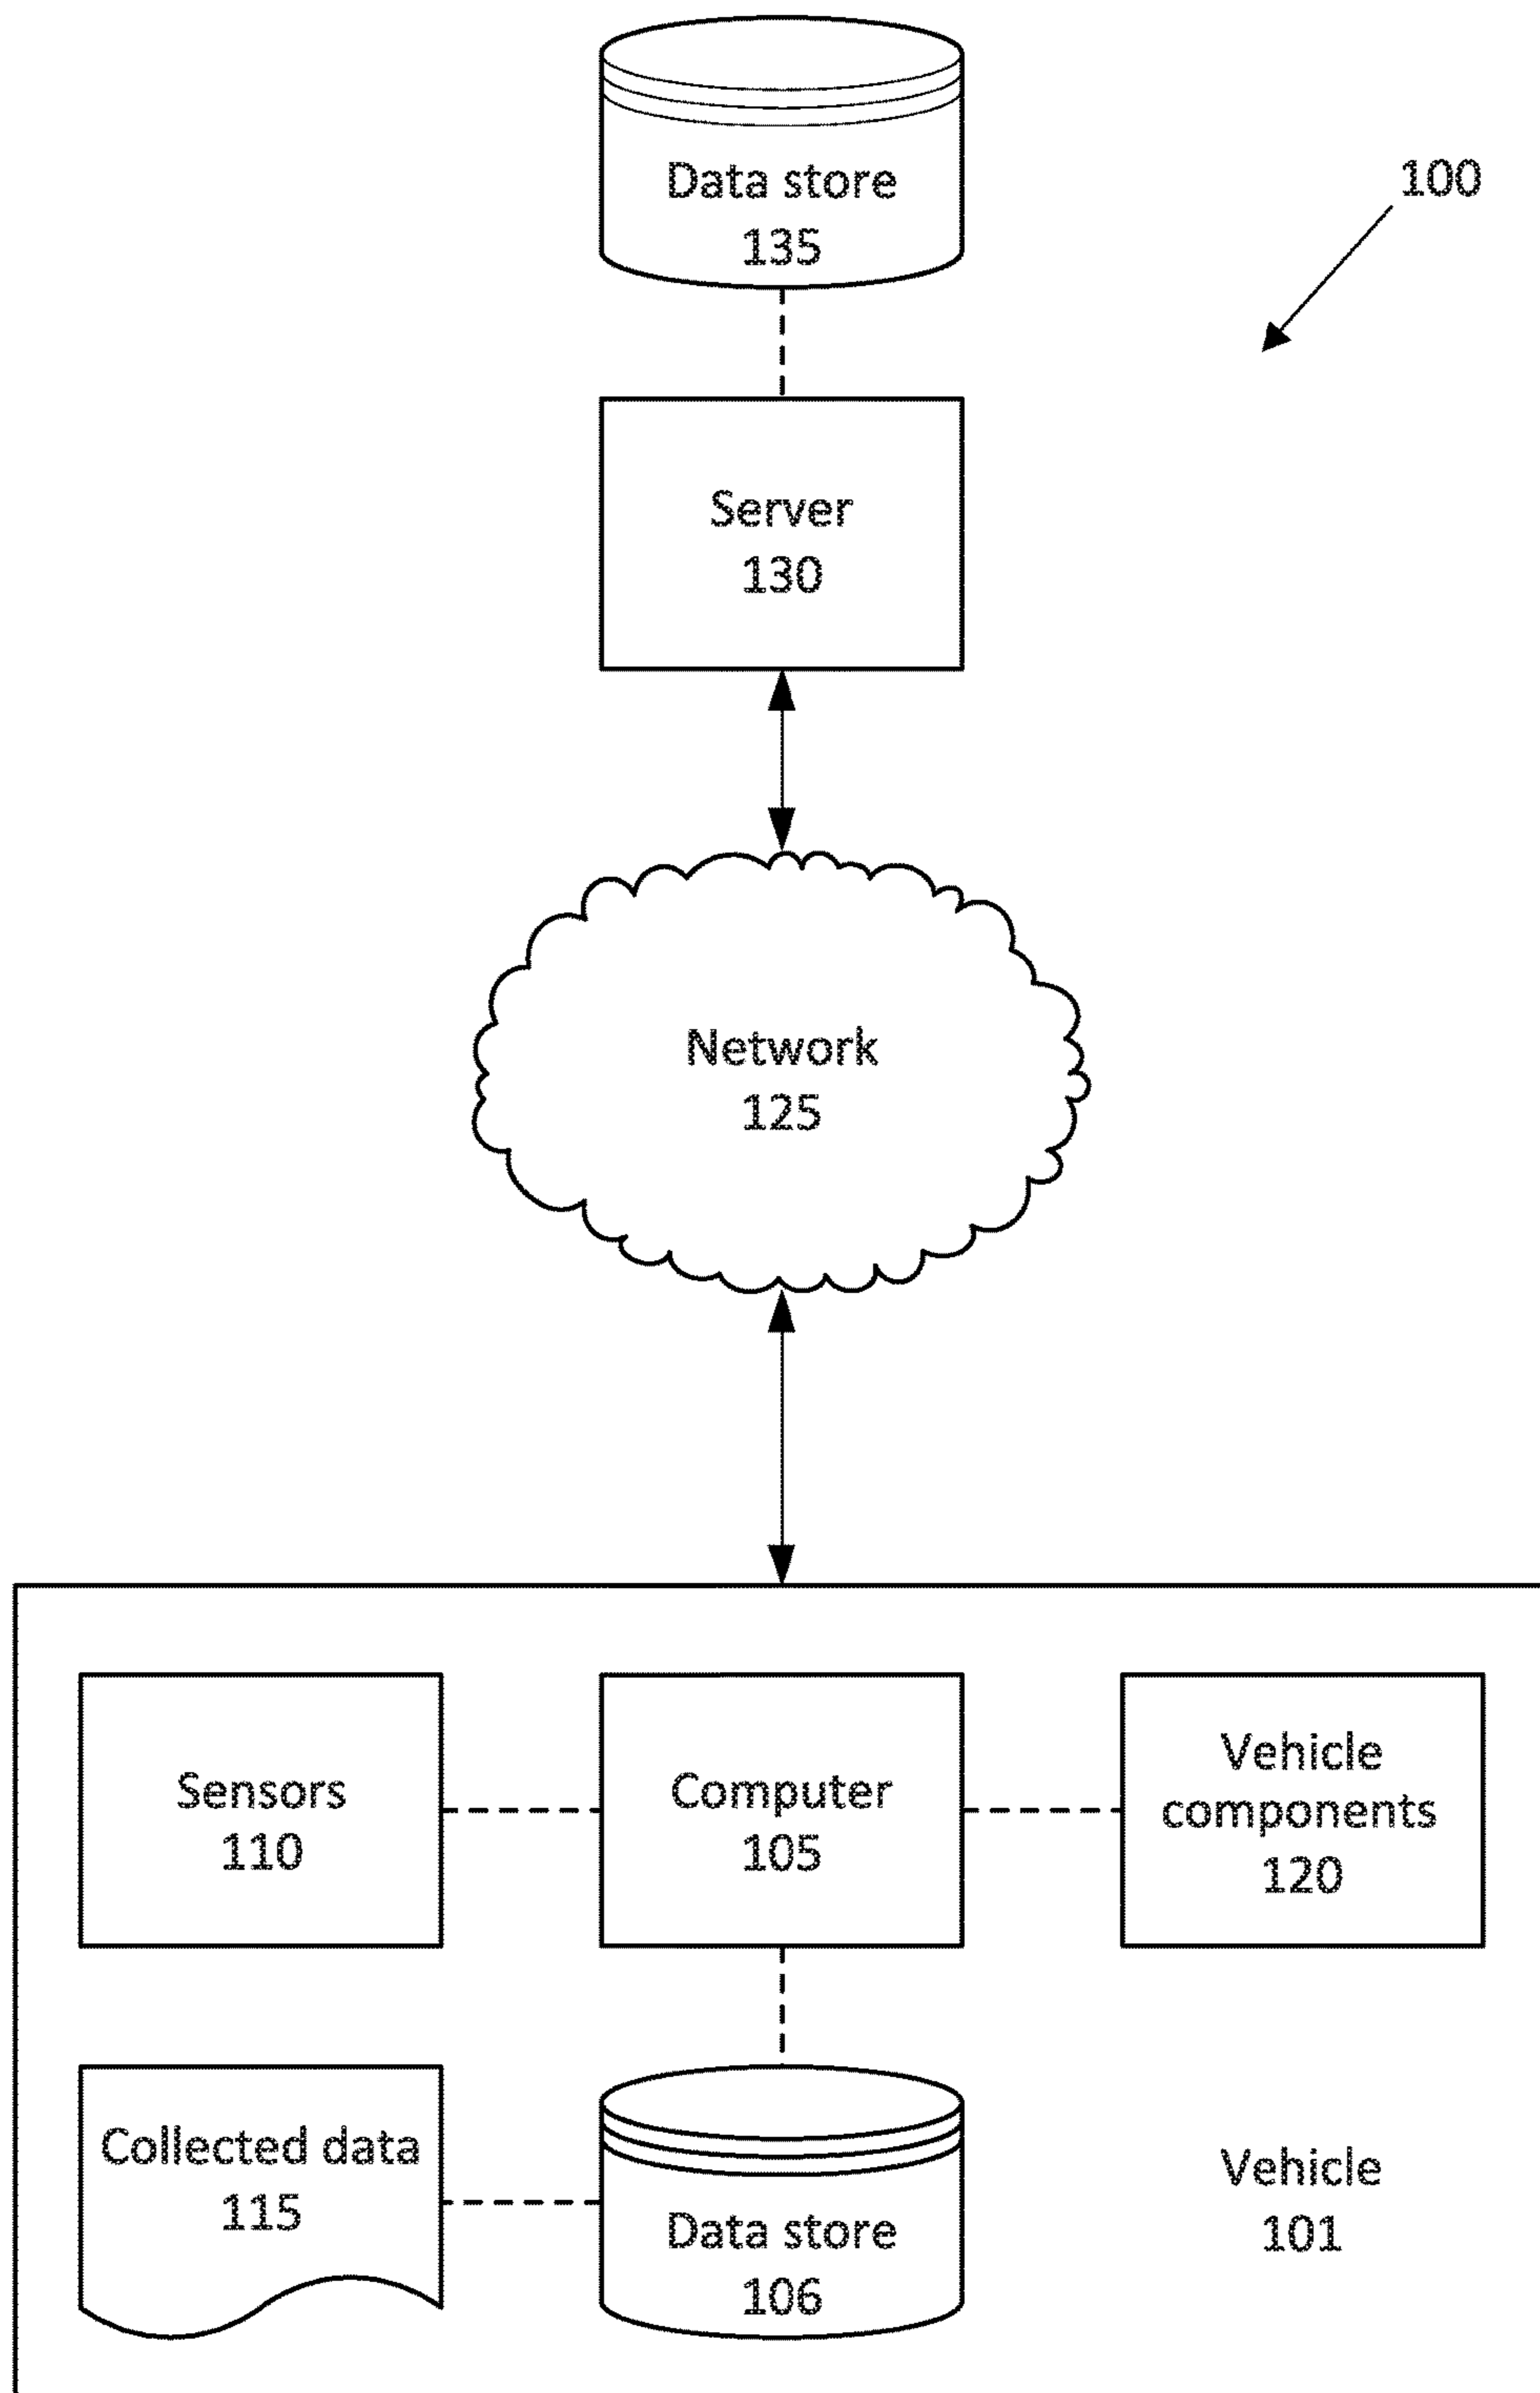 Data store
135
100
Server
130
Network
125
Sensors
110
Computer
105
Vehicle
components
120
Collected data
115
Data store
106
Vehicle
101